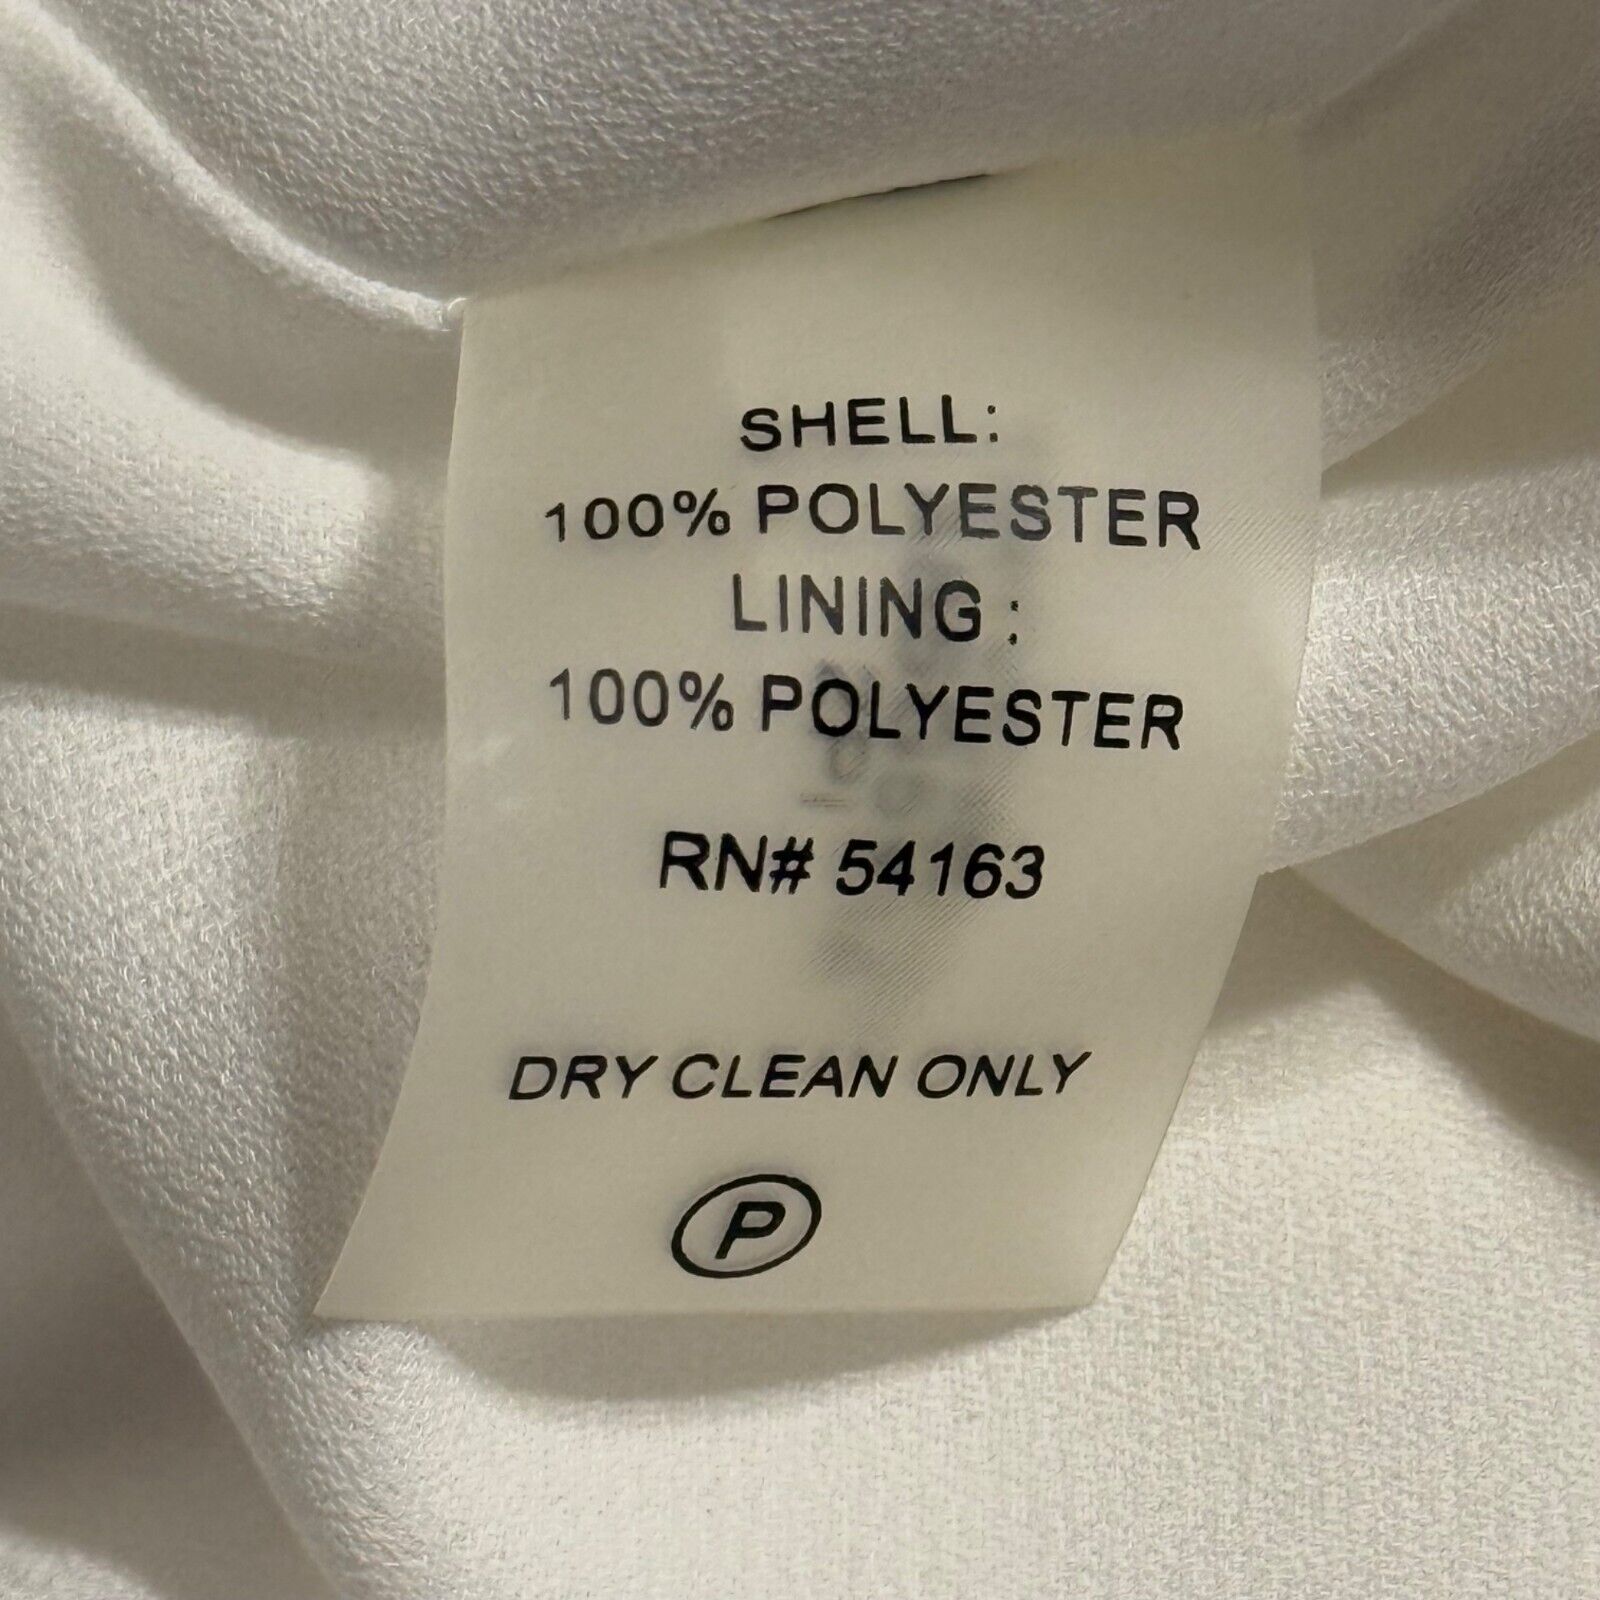 SHELL:
100% POLYESTER
LINING :
100% POLYESTER
RN# 54163
DRY CLEAN ONLY
P